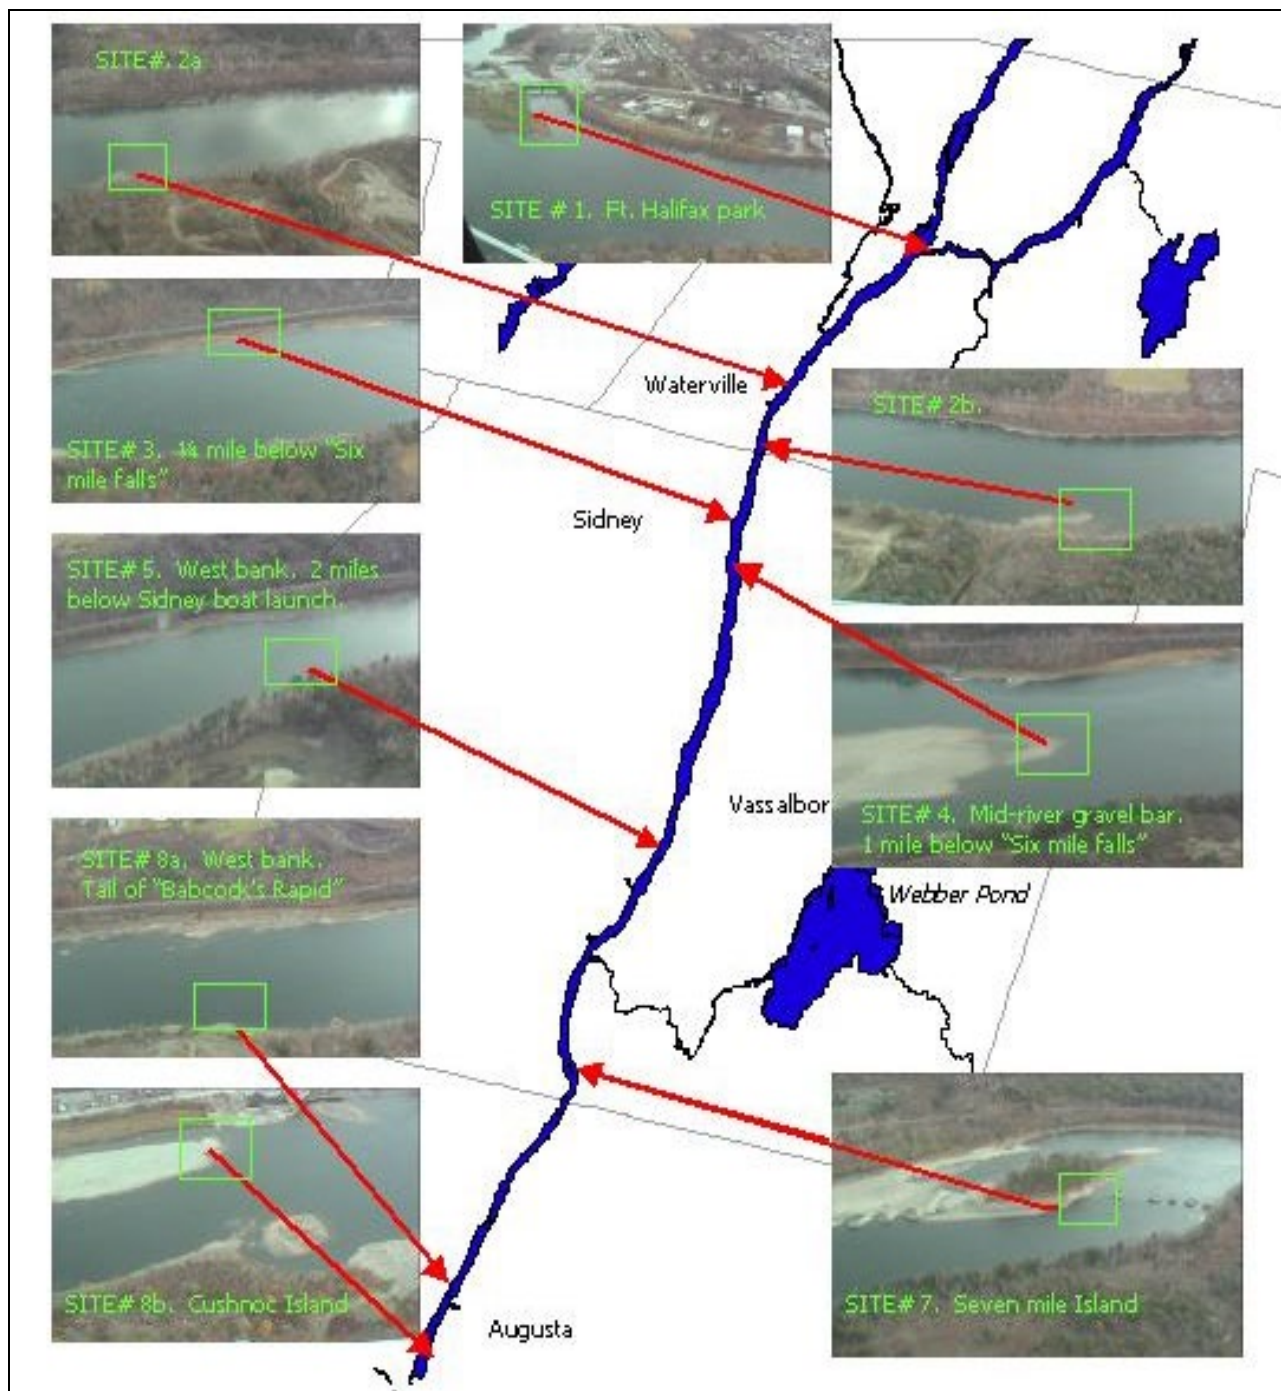 SITE#. 2a
SITE # 1. Ft. Halifax park
SITE# 3. ¼ mile below "Six
mile falls"
Waterville
SITE# 2b.
Sidney
SITE# 5. West bank. 2 miles
below Sidney boat launch.
Vassalbor
SITE# 4. Mid-river gravel bar.
1 mile below "Six mile falls"
SITE# 8a. West bank.
Tail of "Babcock's Rapid"
Webber Pond
SITE# 8b. Cushnoc Island
SITE# 7. Seven mile Island
Augusta